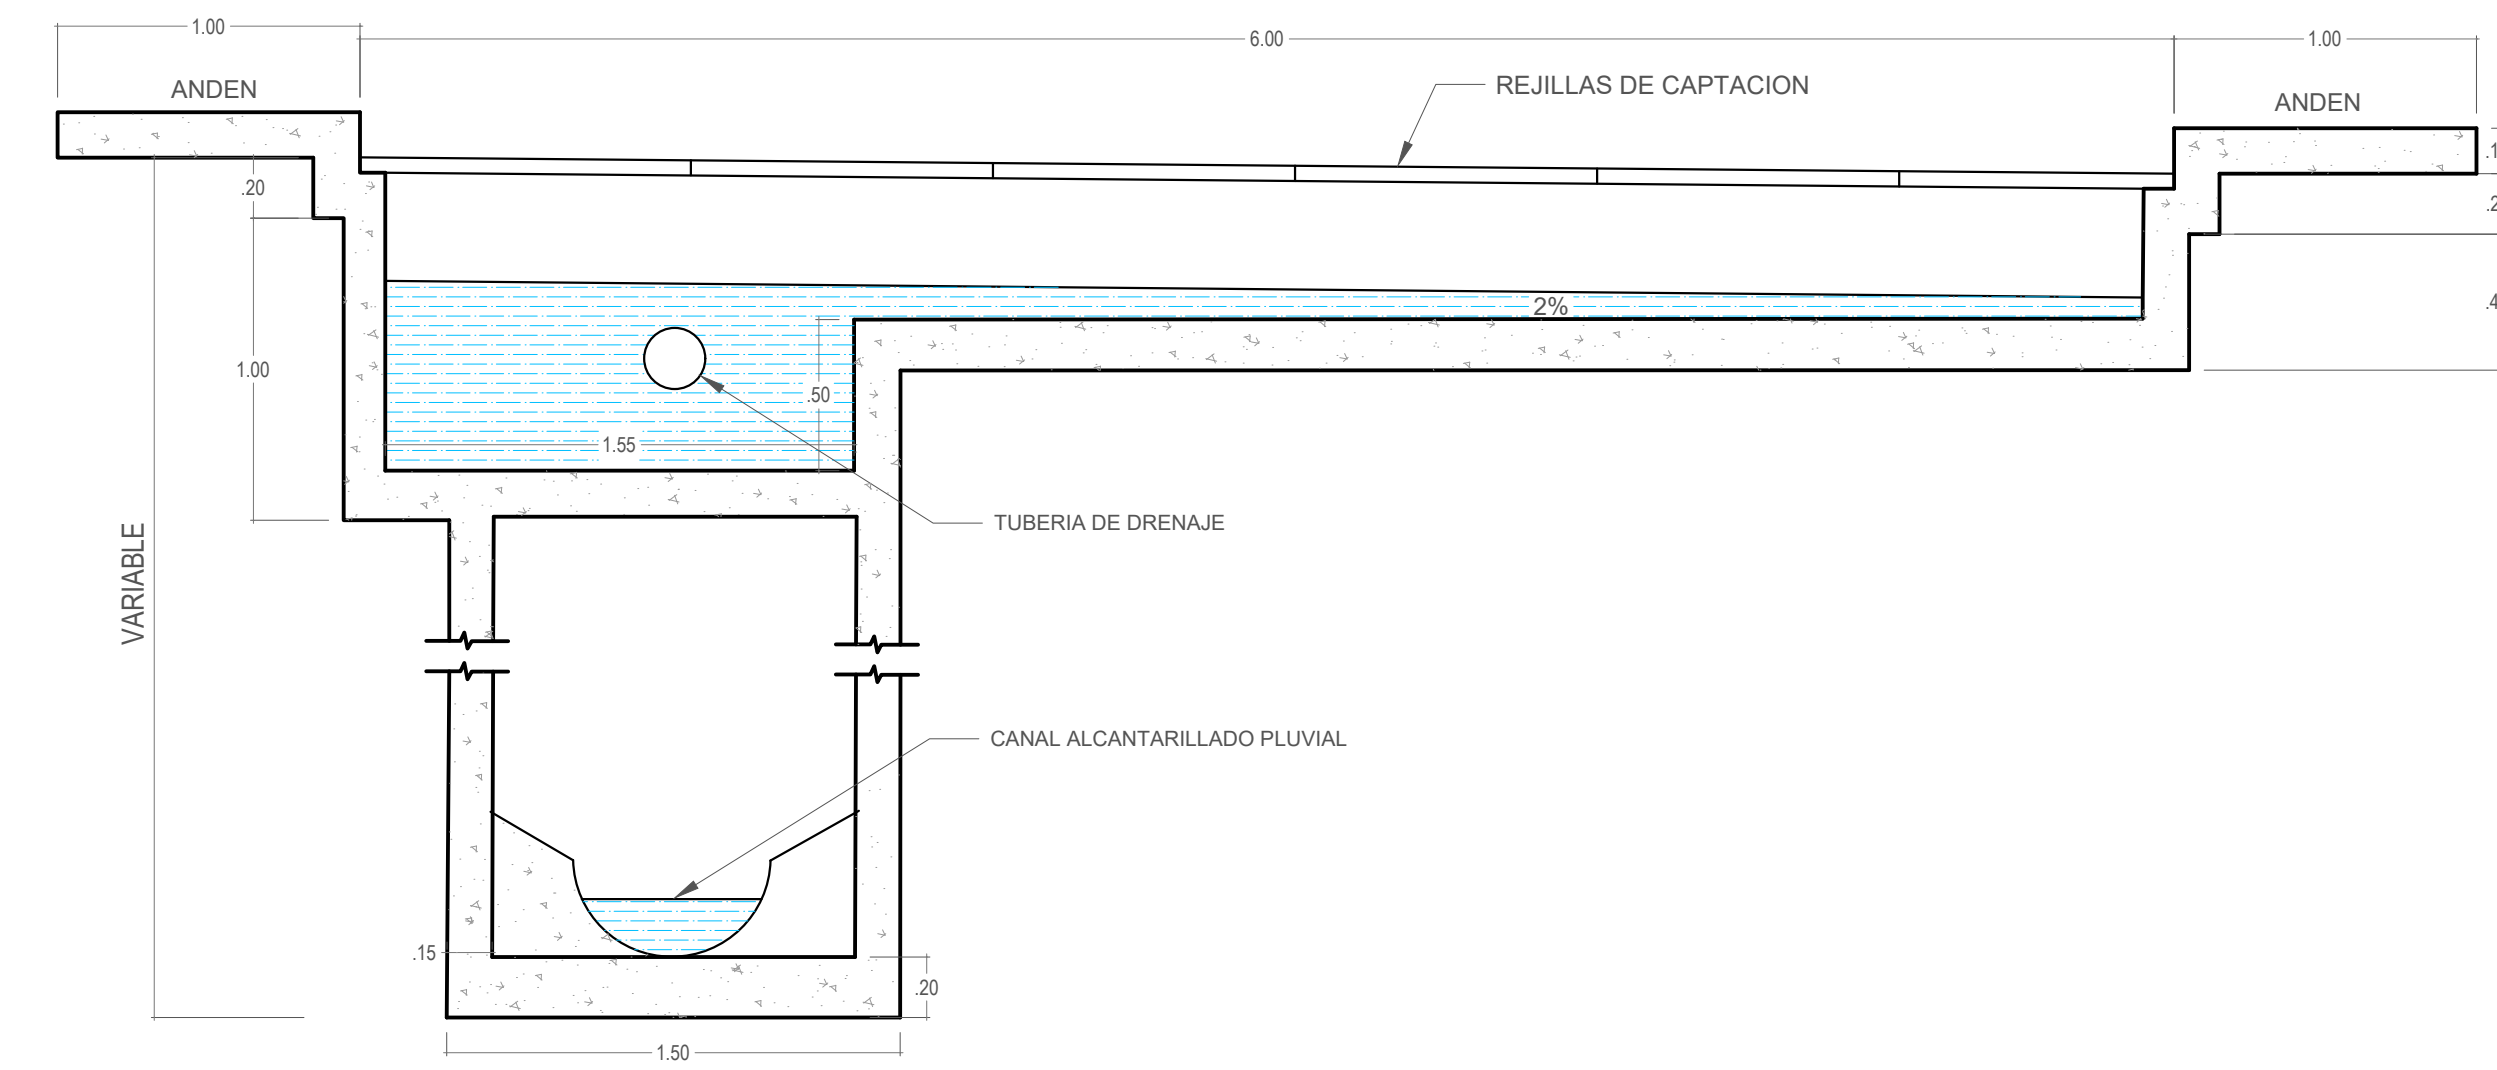 1.00
6.00
1.00
ANDEN
REJILLAS DE CAPTACION
ANDEN
.20
2%
1.00
.50
1.55
TUBERIA DE DRENAJE
VARIABLE
CANAL ALCANTARILLADO PLUVIAL
.15
.20
1.50